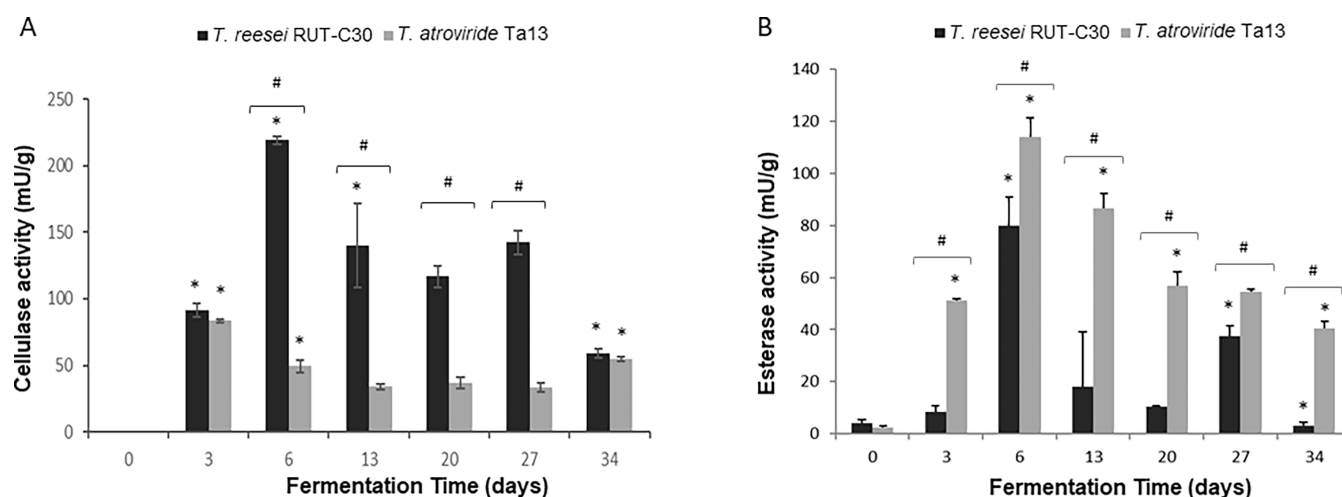 A
T. reesei RUT-C30 T. atroviride Ta13
#
#
#
#
* * * * * * *
250
200
150
100
50
0
Cellulase activity (mU/g)
0 3 6 13 20 27 34
Fermentation Time (days)
B
T. reesei RUT-C30 T. atroviride Ta13
#
#
#
#
#
#
* * * * * * * * *
140
120
100
80
60
40
20
0
Esterase activity (mU/g)
0 3 6 13 20 27 34
Fermentation Time (days)